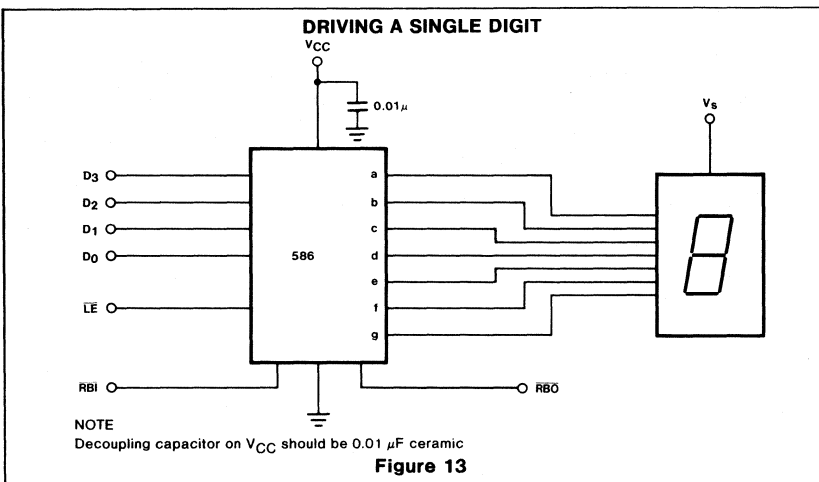 DRIVING A SINGLE DIGIT
VCC
0.01μ
Vs
D3
D2
D1
D0
LE
RBI
586
a
b
c
d
e
f
g
RBO
NOTE
Decoupling capacitor on VCC should be 0.01 μF ceramic
Figure 13